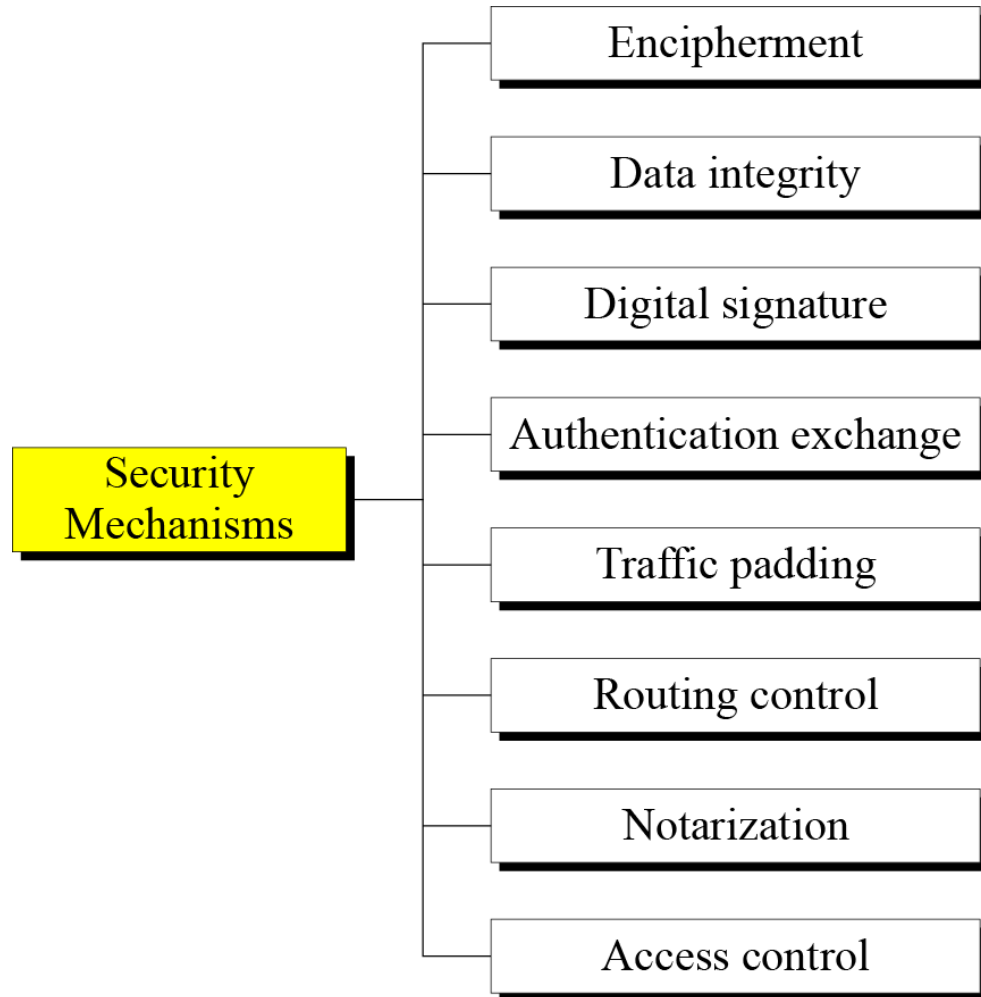 Encipherment
Data integrity
Digital signature
Authentication exchange
Security
Mechanisms
Traffic padding
Routing control
Notarization
Access control